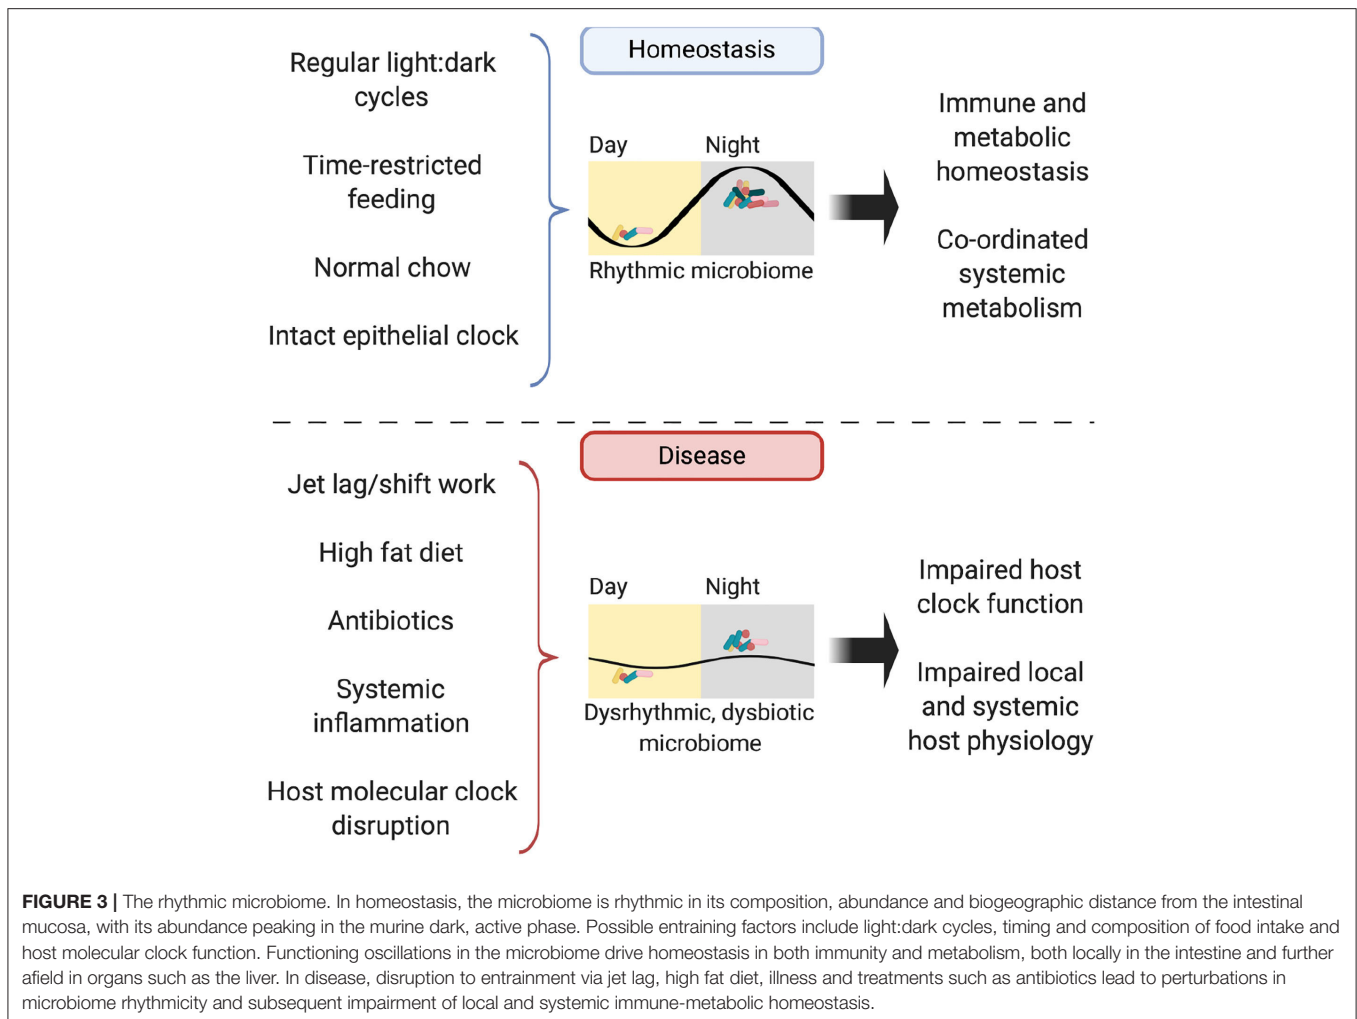 Homeostasis
Regular light:dark
cycles
Time-restricted
feeding
Normal chow
Intact epithelial clock
Day Night
Rhythmic microbiome
Immune and
metabolic
homeostasis
Co-ordinated
systemic
metabolism
Disease
Jet lag/shift work
High fat diet
Antibiotics
Systemic
inflammation
Host molecular clock
disruption
Day Night
Dysrhythmic, dysbiotic
microbiome
Impaired host
clock function
Impaired local
and systemic
host physiology
FIGURE 3 | The rhythmic microbiome. In homeostasis, the microbiome is rhythmic in its composition, abundance and biogeographic distance from the intestinal
mucosa, with its abundance peaking in the murine dark, active phase. Possible entraining factors include light:dark cycles, timing and composition of food intake and
host molecular clock function. Functioning oscillations in the microbiome drive homeostasis in both immunity and metabolism, both locally in the intestine and further
afield in organs such as the liver. In disease, disruption to entrainment via jet lag, high fat diet, illness and treatments such as antibiotics lead to perturbations in
microbiome rhythmicity and subsequent impairment of local and systemic immune-metabolic homeostasis.